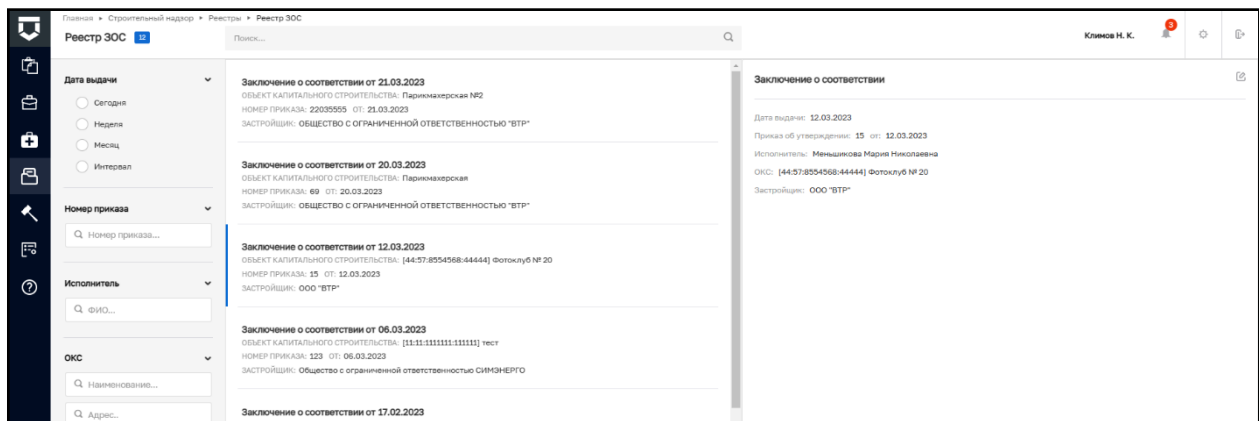 Главная ▸ Строительный надзор ▸ Реестры ▸ Реестр ЗОС
Реестр ЗОС 12
Поиск...
Климов Н. К.
3
Дата выдачи
Сегодня
Неделя
Месяц
Интервал
Номер приказа
Номер приказа...
Исполнитель
ФИО...
ОКС
Наименование...
Адрес...
Заключение о соответствии от 21.03.2023
ОБЪЕКТ КАПИТАЛЬНОГО СТРОИТЕЛЬСТВА: Парикмахерская №2
НОМЕР ПРИКАЗА: 22035555 ОТ: 21.03.2023
ЗАСТРОЙЩИК: ОБЩЕСТВО С ОГРАНИЧЕННОЙ ОТВЕТСТВЕННОСТЬЮ "ВТР"
Заключение о соответствии от 20.03.2023
ОБЪЕКТ КАПИТАЛЬНОГО СТРОИТЕЛЬСТВА: Парикмахерская
НОМЕР ПРИКАЗА: 69 ОТ: 20.03.2023
ЗАСТРОЙЩИК: ОБЩЕСТВО С ОГРАНИЧЕННОЙ ОТВЕТСТВЕННОСТЬЮ "ВТР"
Заключение о соответствии от 12.03.2023
ОБЪЕКТ КАПИТАЛЬНОГО СТРОИТЕЛЬСТВА: [44:57:8554568:44444] Фотоклуб № 20
НОМЕР ПРИКАЗА: 15 ОТ: 12.03.2023
ЗАСТРОЙЩИК: ООО "ВТР"
Заключение о соответствии от 06.03.2023
ОБЪЕКТ КАПИТАЛЬНОГО СТРОИТЕЛЬСТВА: [11:11:1111111:111111] тест
НОМЕР ПРИКАЗА: 123 ОТ: 06.03.2023
ЗАСТРОЙЩИК: Общество с ограниченной ответственностью СИМЭНЕРГО
Заключение о соответствии от 17.02.2023
Заключение о соответствии
Дата выдачи: 12.03.2023
Приказ об утверждении: 15 от: 12.03.2023
Исполнитель: Меньшикова Мария Николаевна
ОКС: [44:57:8554568:44444] Фотоклуб № 20
Застройщик: ООО "ВТР"